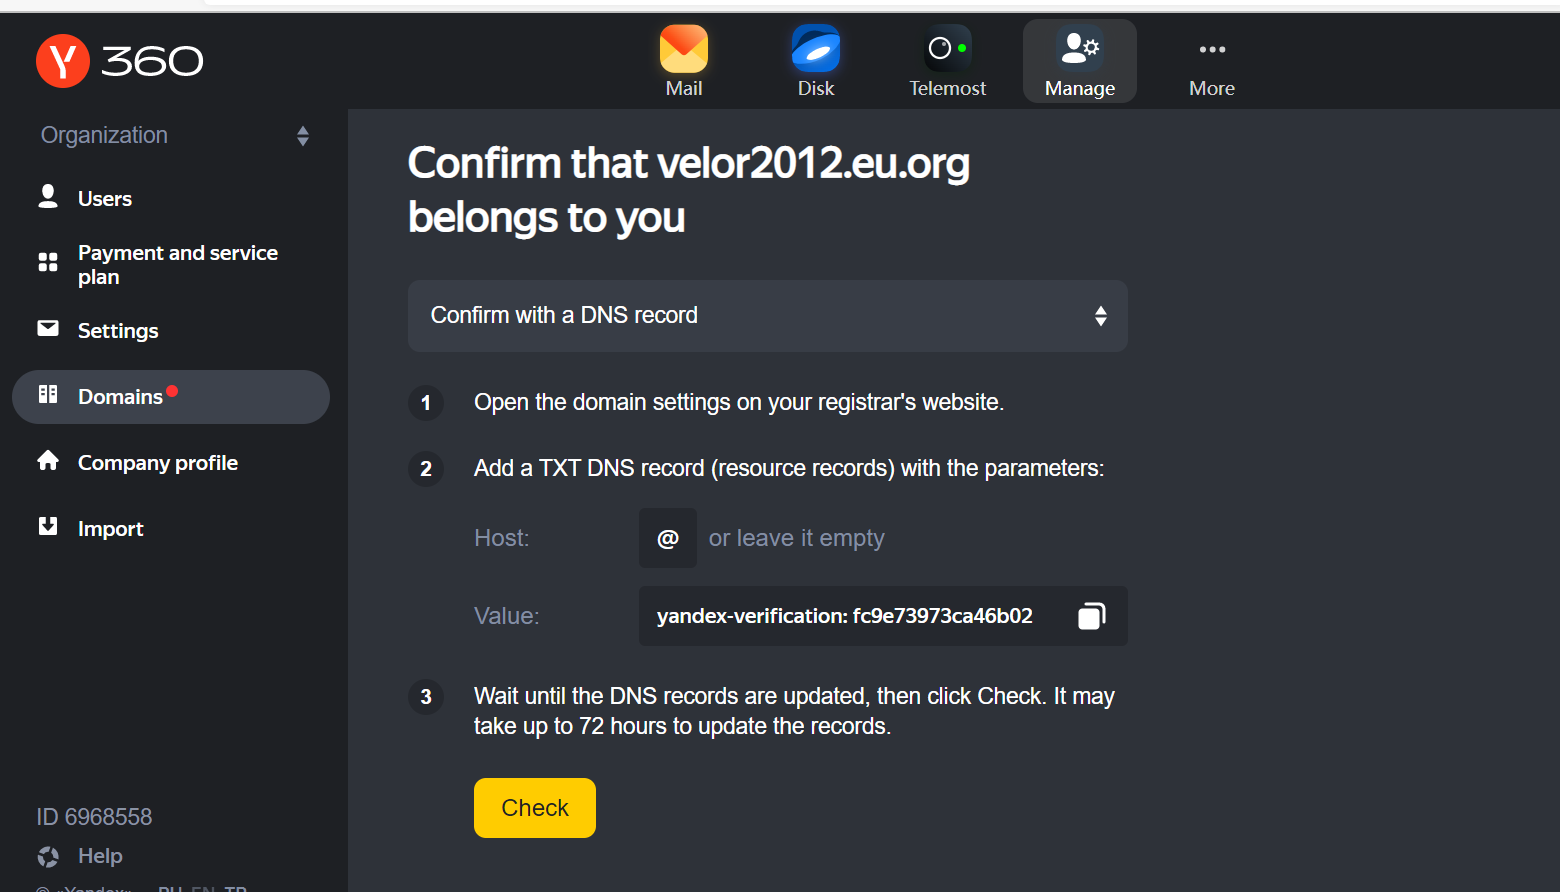 Y 360
Mail
Disk
Telemost
Manage
More
Organization
Users
Payment and service
plan
Settings
Domains
Company profile
Import
ID 6968558
Help
Confirm that velor2012.eu.org
belongs to you
Confirm with a DNS record
1 Open the domain settings on your registrar's website.
2 Add a TXT DNS record (resource records) with the parameters:
Host: @ or leave it empty
Value: yandex-verification: fc9e73973ca46b02
3 Wait until the DNS records are updated, then click Check. It may
take up to 72 hours to update the records.
Check
© «Yandex» RU EN TR